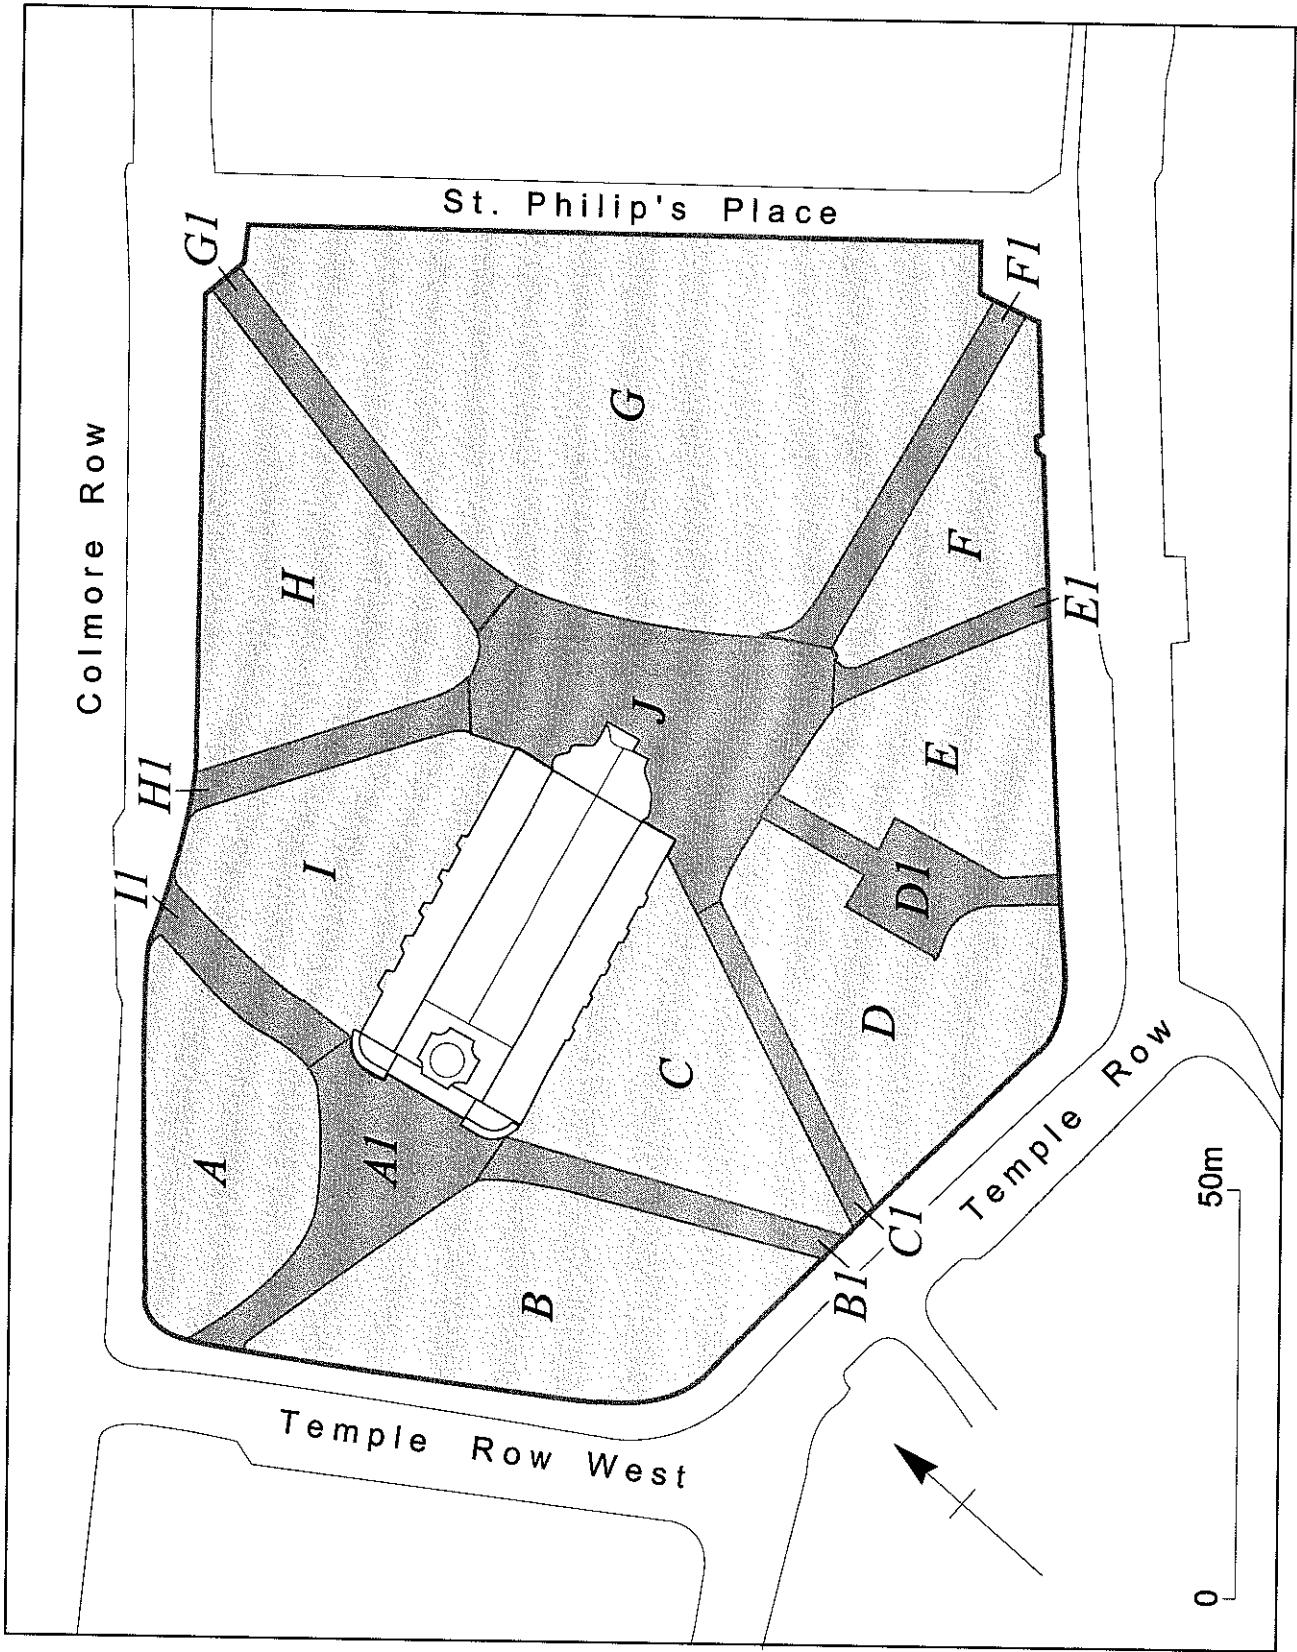 St. Philip's Place
G1
F1
G
Colmore Row
H
F
E1
J
H1
E
I1
I
D1
D
C
A
A1
Temple Row
C1
B1
B
Temple Row West
50m
0